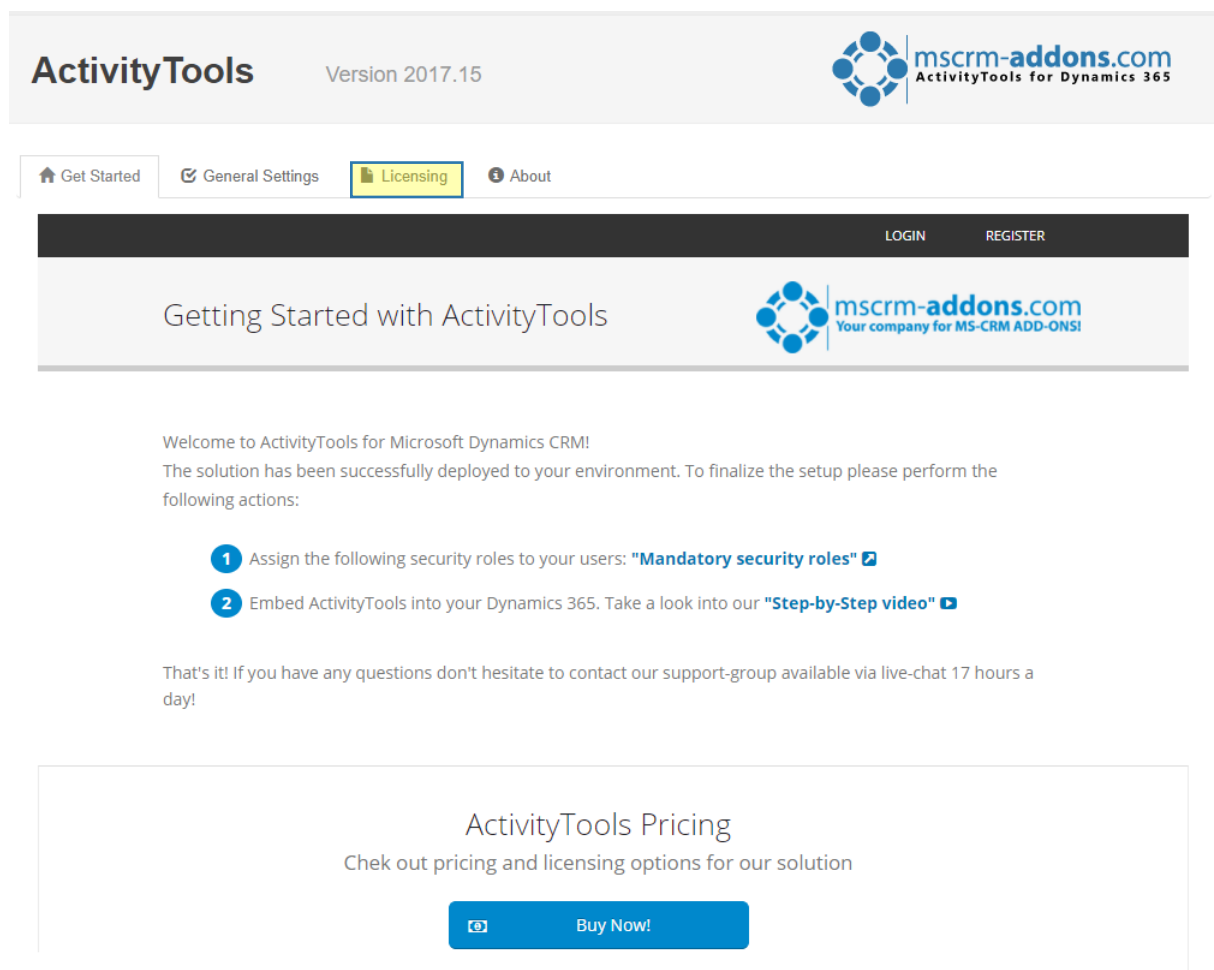 ActivityTools Version 2017.15
mscrm-addons.com
ActivityTools for Dynamics 365
Get Started General Settings Licensing About
LOGIN REGISTER
Getting Started with ActivityTools
mscrm-addons.com
Your company for MS-CRM ADD-ONS!
Welcome to ActivityTools for Microsoft Dynamics CRM!
The solution has been successfully deployed to your environment. To finalize the setup please perform the
following actions:
1 Assign the following security roles to your users: "Mandatory security roles"
2 Embed ActivityTools into your Dynamics 365. Take a look into our "Step-by-Step video"
That's it! If you have any questions don't hesitate to contact our support-group available via live-chat 17 hours a
day!
ActivityTools Pricing
Chek out pricing and licensing options for our solution
Buy Now!